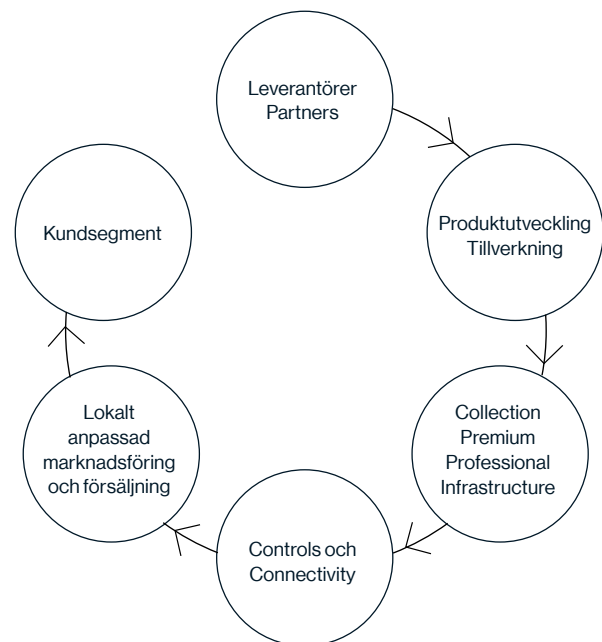 Leverantörer
Partners
Produktutveckling
Tillverkning
Collection
Premium
Professional
Infrastructure
Controls och
Connectivity
Lokalt
anpassad
marknadsföring
och försäljning
Kundsegment